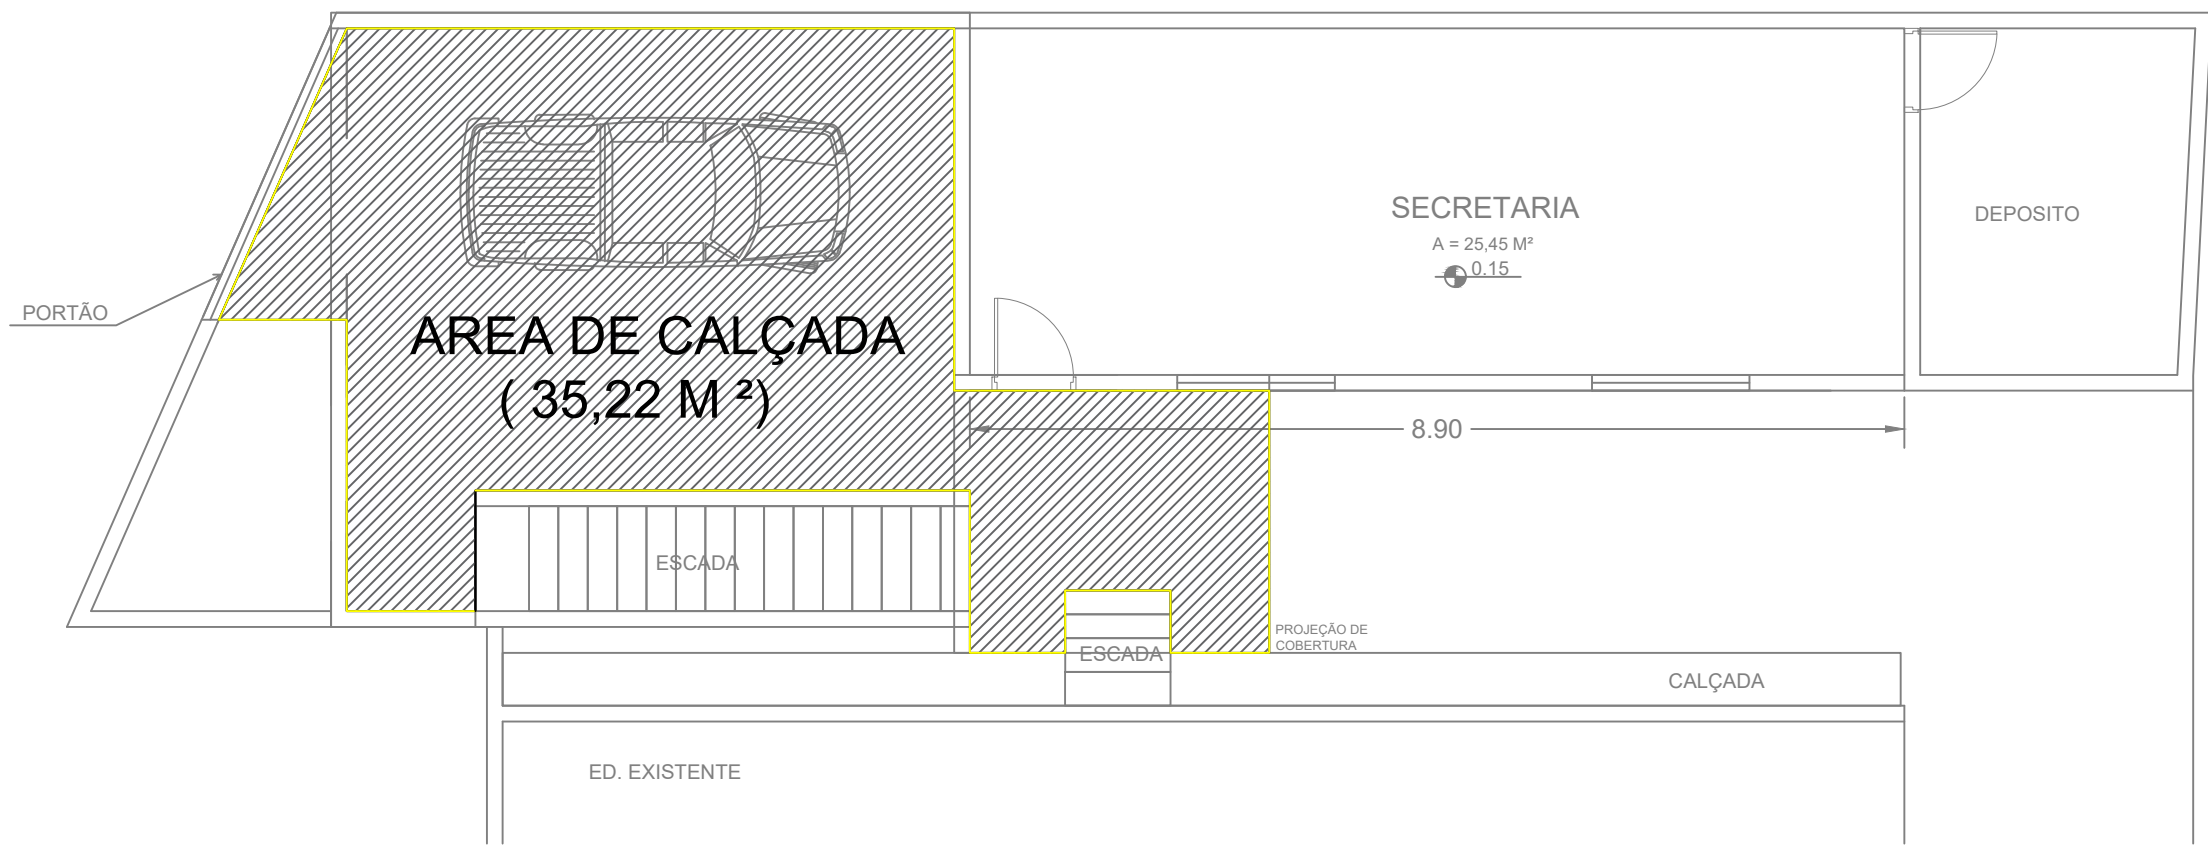 SECRETARIA
A = 25,45 M²
0.15
DEPOSITO
PORTÃO
AREA DE CALÇADA
( 35,22 M ²)
8.90
ESCADA
PROJEÇÃO DE
COBERTURA
ESCADA
CALÇADA
ED. EXISTENTE